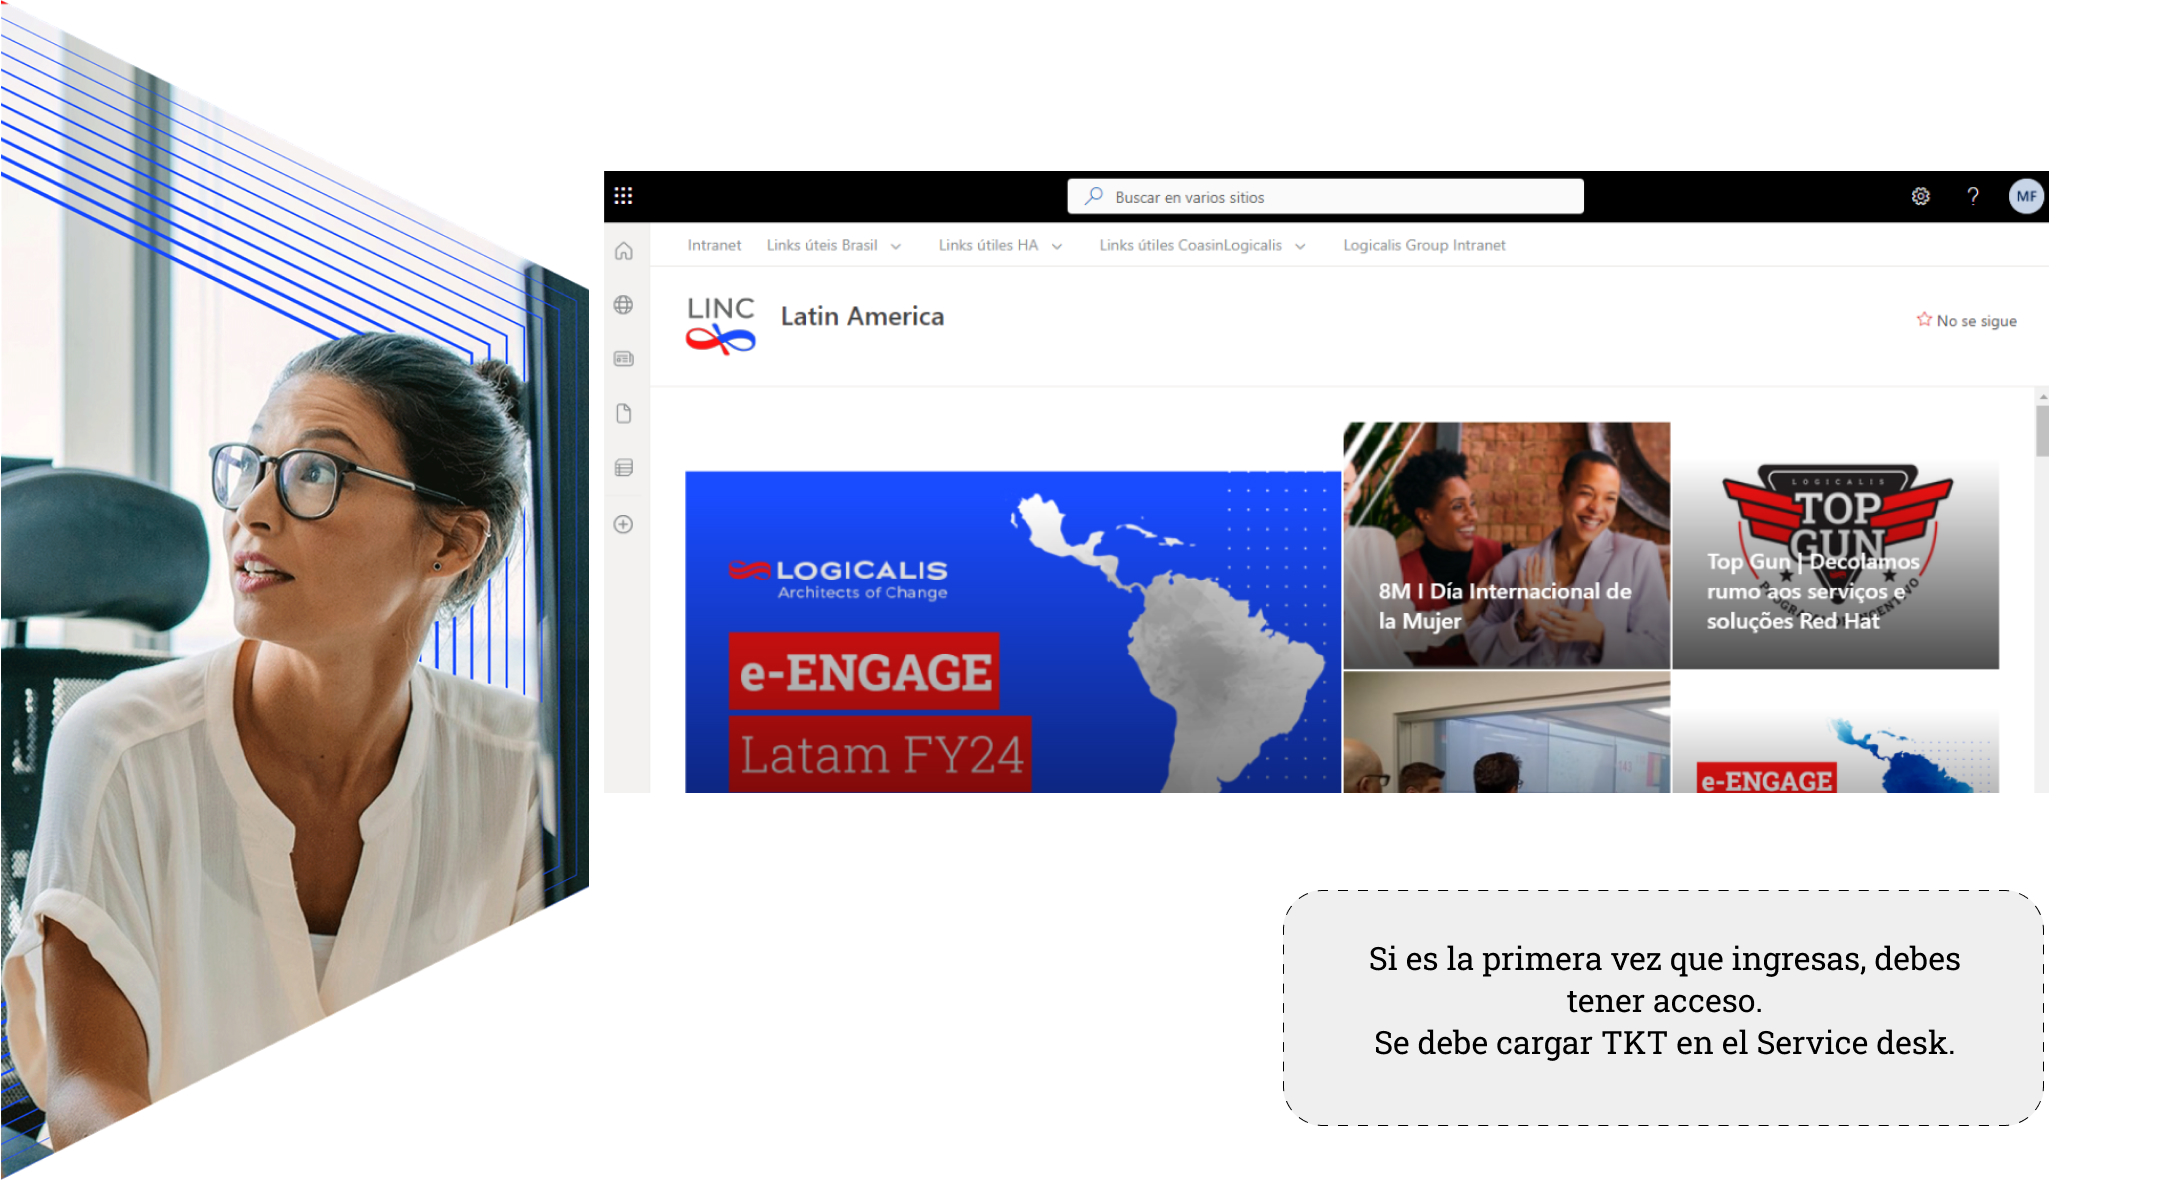 Buscar en varios sitios
?
MF
Intranet
Links úteis Brasil
Links útiles HA
Links útiles CoasinLogicalis
Logicalis Group Intranet
LINC
Latin America
No se sigue
LOGICALIS
Architects of Change
e-ENGAGE
Latam FY24
8M I Día Internacional de
la Mujer
LOGICALIS
TOP
GUN
Top Gun | Decolamos
rumo aos serviços e
soluções Red Hat
e-ENGAGE
Si es la primera vez que ingresas, debes
tener acceso.
Se debe cargar TKT en el Service desk.